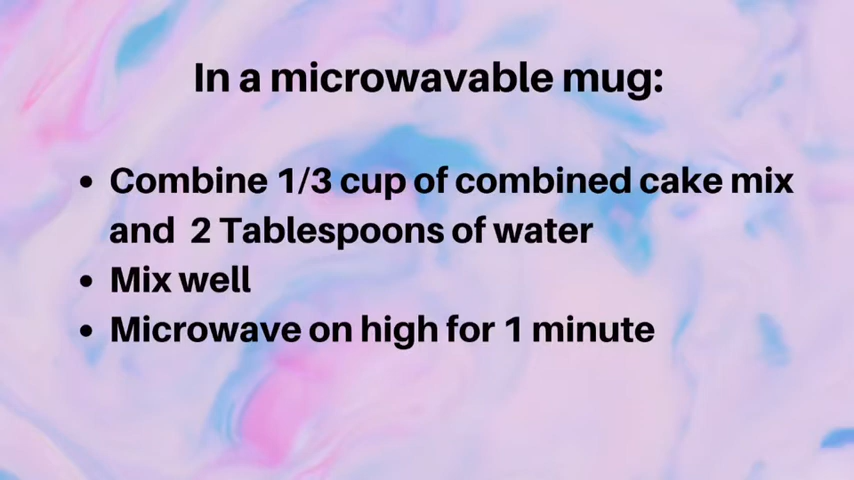 In a microwavable mug:
• Combine 1/3 cup of combined cake mix
and 2 Tablespoons of water
• Mix well
• Microwave on high for 1 minute